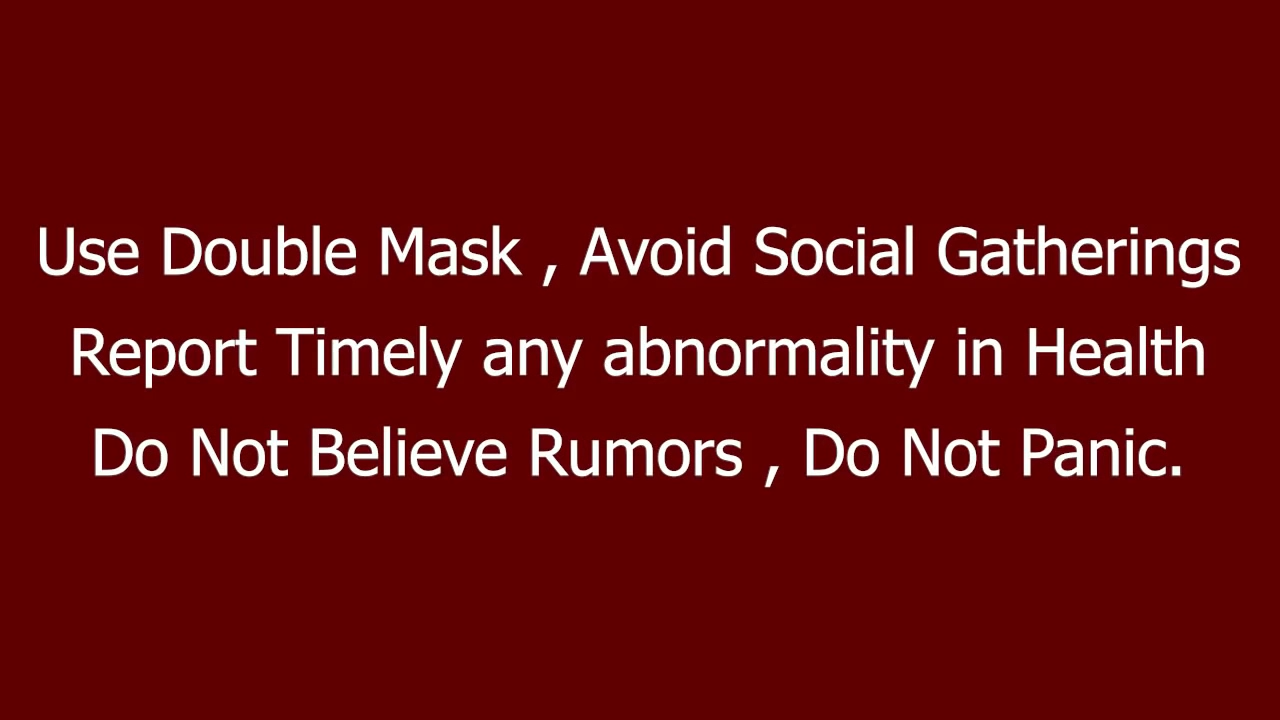 Use Double Mask , Avoid Social Gatherings
Report Timely any abnormality in Health
Do Not Believe Rumors , Do Not Panic.